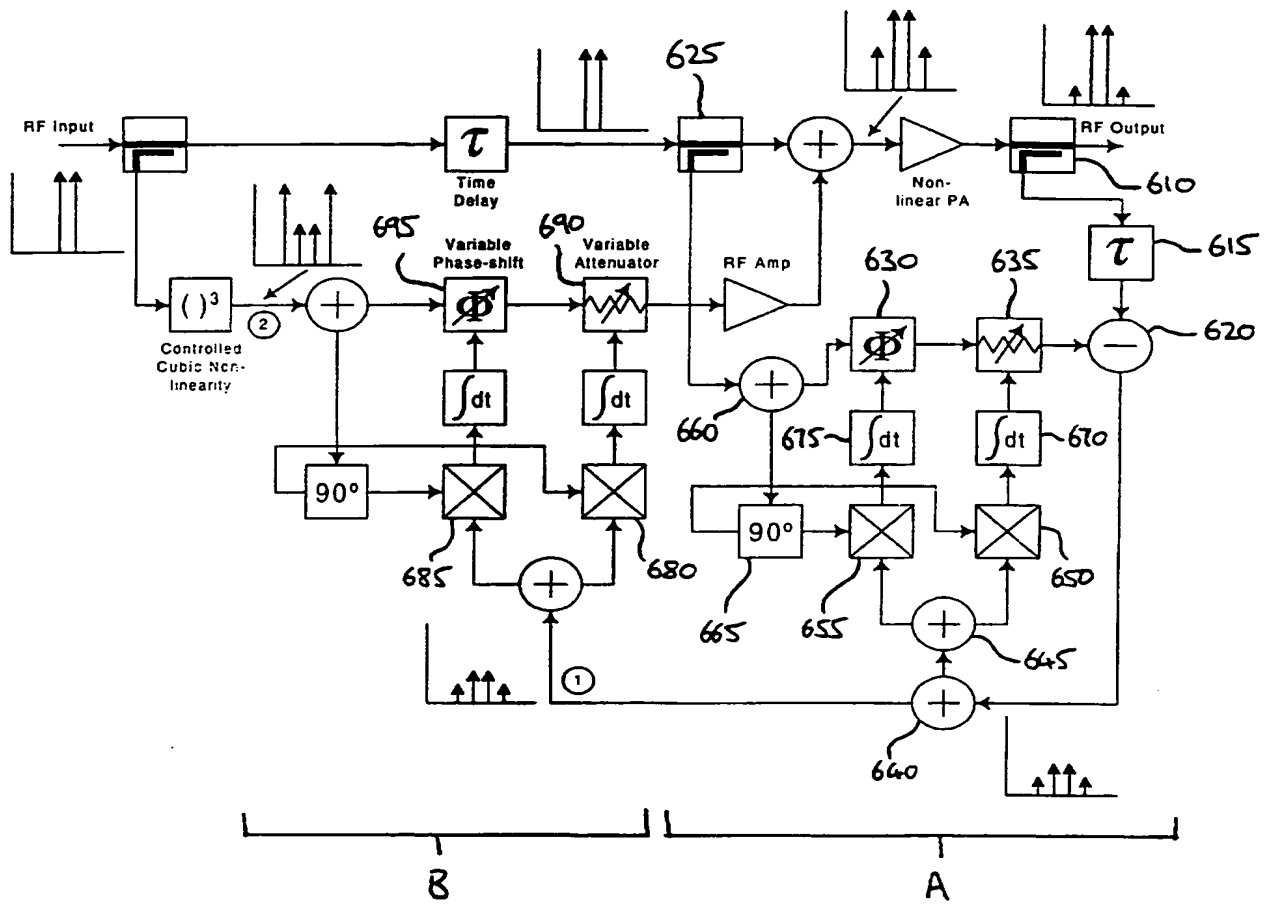 625
RF Input
τ
Time
Delay
+
Non-
linear PA
RF Output
610
τ
615
695
Variable
Phase-shift
690
Variable
Attenuator
RF Amp
630
635
( )³
②
+
Φ
Φ
−
620
Controlled
Cubic Non-
linearity
∫dt
∫dt
+
660
675
∫dt
∫dt
670
90°
90°
685
680
+
665
655
650
+
645
①
+
640
B
A